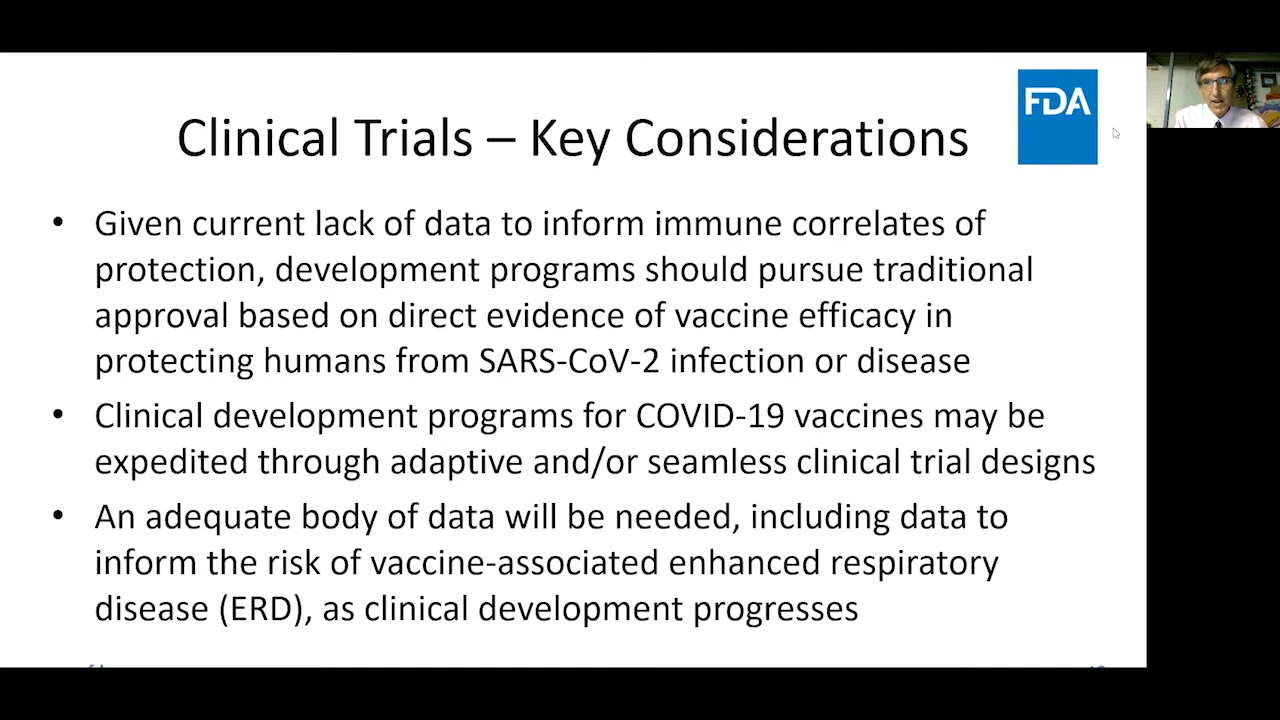 FDA
Clinical Trials – Key Considerations
• Given current lack of data to inform immune correlates of
protection, development programs should pursue traditional
approval based on direct evidence of vaccine efficacy in
protecting humans from SARS-CoV-2 infection or disease
• Clinical development programs for COVID-19 vaccines may be
expedited through adaptive and/or seamless clinical trial designs
• An adequate body of data will be needed, including data to
inform the risk of vaccine-associated enhanced respiratory
disease (ERD), as clinical development progresses